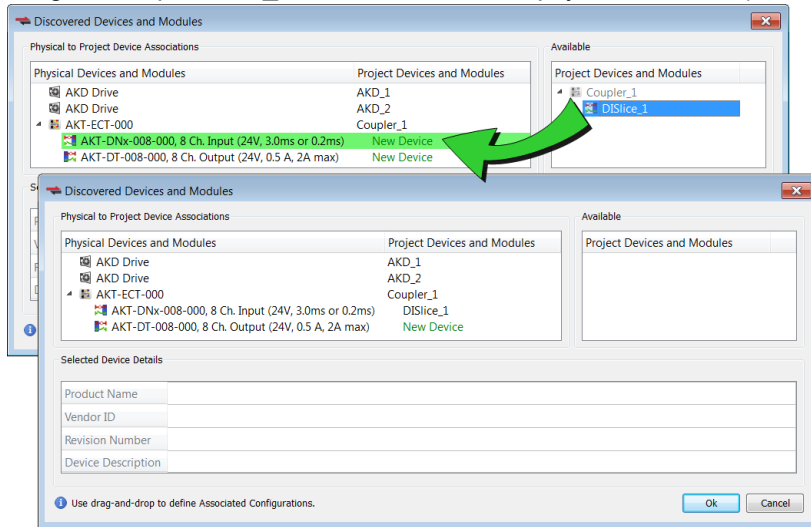 Discovered Devices and Modules
Physical to Project Device Associations
Available
Physical Devices and Modules
Project Devices and Modules
Project Devices and Modules
AKD Drive
AKD_1
Coupler_1
AKD Drive
AKD_2
DISlice_1
AKT-ECT-000
Coupler_1
AKT-DNx-008-000, 8 Ch. Input (24V, 3.0ms or 0.2ms)
New Device
AKT-DT-008-000, 8 Ch. Output (24V, 0.5 A, 2A max)
New Device
Discovered Devices and Modules
Physical to Project Device Associations
Available
Physical Devices and Modules
Project Devices and Modules
Project Devices and Modules
AKD Drive
AKD_1
AKD Drive
AKD_2
AKT-ECT-000
Coupler_1
AKT-DNx-008-000, 8 Ch. Input (24V, 3.0ms or 0.2ms)
DISlice_1
AKT-DT-008-000, 8 Ch. Output (24V, 0.5 A, 2A max)
New Device
Selected Device Details
Product Name
Vendor ID
Revision Number
Device Description
Use drag-and-drop to define Associated Configurations.
Ok
Cancel